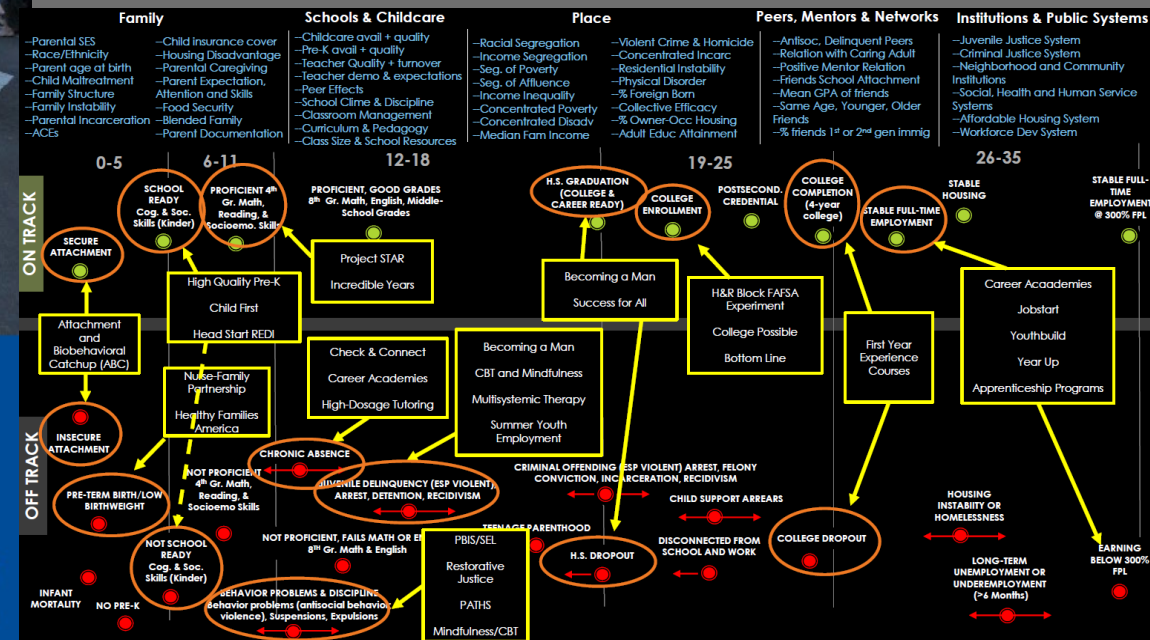 Family
Schools & Childcare
Place
Peers, Mentors & Networks
Institutions & Public Systems
--Parental SES
--Race/Ethnicity
--Parent age at birth
--Child Maltreatment
--Family Structure
--Family Instability
--Parental Incarceration
--ACEs
--Child insurance cover
--Housing Disadvantage
--Parental Caregiving
--Parent Expectation,
Attention and Skills
--Food Security
--Blended Family
--Parent Documentation
--Childcare avail + quality
--Pre-K avail + quality
--Teacher Quality + turnover
--Teacher demo & expectations
--Peer Effects
--School Clime & Discipline
--Classroom Management
--Curriculum & Pedagogy
--Class Size & School Resources
--Racial Segregation
--Income Segregation
--Seg. of Poverty
--Seg. of Affluence
--Income Inequality
--Concentrated Poverty
--Concentrated Disadv
--Median Fam Income
--Violent Crime & Homicide
--Concentrated Incarc
--Residential Instability
--Physical Disorder
--% Foreign Born
--Collective Efficacy
--% Owner-Occ Housing
--Adult Educ Attainment
--Antisoc, Delinquent Peers
--Relation with Caring Adult
--Positive Mentor Relation
--Friends School Attachment
--Mean GPA of friends
--Same Age, Younger, Older
Friends
--% friends 1st or 2nd gen immig
--Juvenile Justice System
--Criminal Justice System
--Neighborhood and Community
Institutions
--Social, Health and Human Service
Systems
--Affordable Housing System
--Workforce Dev System
0-5
6-11
12-18
19-25
26-35
ON TRACK
SECURE
ATTACHMENT
SCHOOL
READY
Cog. & Soc.
Skills (Kinder)
PROFICIENT 4th
Gr. Math,
Reading, &
Socioemo. Skills
PROFICIENT, GOOD GRADES
8th Gr. Math, English, Middle-
School Grades
H.S. GRADUATION
(COLLEGE &
CAREER READY)
COLLEGE
ENROLLMENT
POSTSECOND.
CREDENTIAL
COLLEGE
COMPLETION
(4-year
college)
STABLE FULL-TIME
EMPLOYMENT
STABLE
HOUSING
STABLE FULL-
TIME
EMPLOYMENT
@ 300% FPL
Attachment
and
Biobehavioral
Catchup (ABC)
High Quality Pre-K
Child First
Head Start REDI
Project STAR
Incredible Years
Becoming a Man
Success for All
H&R Block FAFSA
Experiment
College Possible
Bottom Line
First Year
Experience
Courses
Career Acaademies
Jobstart
Youthbuild
Year Up
Apprenticeship Programs
Nurse-Family
Partnership
Healthy Families
America
Check & Connect
Career Academies
High-Dosage Tutoring
Becoming a Man
CBT and Mindfulness
Multisystemic Therapy
Summer Youth
Employment
OFF TRACK
INSECURE
ATTACHMENT
PRE-TERM BIRTH/LOW
BIRTHWEIGHT
INFANT
MORTALITY
NO PRE-K
NOT SCHOOL
READY
Cog. & Soc.
Skills (Kinder)
NOT PROFICIENT
4th Gr. Math,
Reading, &
Socioemo Skills
CHRONIC ABSENCE
JUVENILE DELINQUENCY (ESP VIOLENT)
ARREST, DETENTION, RECIDIVISM
NOT PROFICIENT, FAILS MATH OR
8TH Gr. Math & English
BEHAVIOR PROBLEMS & DISCIPLINE
Behavior problems (antisocial behavior,
violence), Suspensions, Expulsions
PBIS/SEL
Restorative
Justice
PATHS
Mindfulness/CBT
CRIMINAL OFFENDING (ESP VIOLENT) ARREST, FELONY
CONVICTION, INCARCERATION, RECIDIVISM
TEENAGE PARENTHOOD
H.S. DROPOUT
CHILD SUPPORT ARREARS
DISCONNECTED FROM
SCHOOL AND WORK
COLLEGE DROPOUT
HOUSING
INSTABIITY OR
HOMELESSNESS
LONG-TERM
UNEMPLOYMENT OR
UNDEREMPLOYMENT
(>6 Months)
EARNING
BELOW 300%
FPL